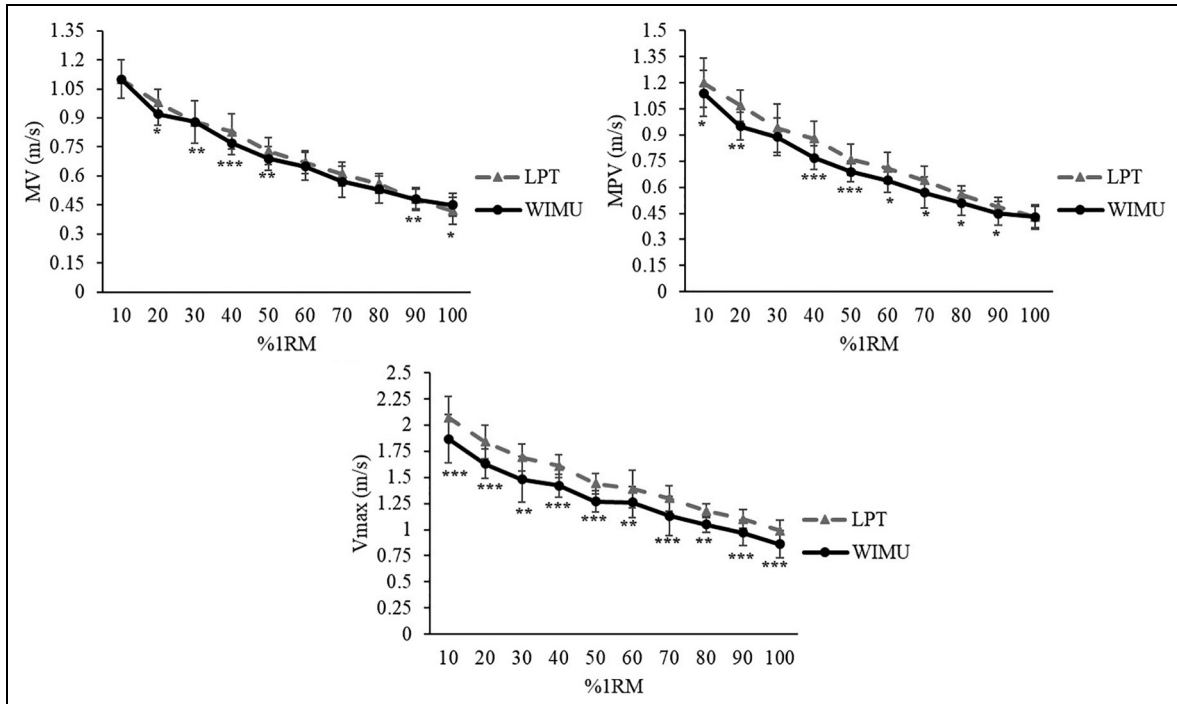 1.35
1.2
1.05
0.9
0.75
0.6
0.45
0.3
0.15
0
MV (m/s)
* ** *** ** ** *
10 20 30 40 50 60 70 80 90 100
%1RM
LPT
WIMU
1.5
1.35
1.2
1.05
0.9
0.75
0.6
0.45
0.3
0.15
0
MPV (m/s)
* ** *** *** * * * *
10 20 30 40 50 60 70 80 90 100
%1RM
LPT
WIMU
2.5
2.25
2
1.75
1.5
1.25
1
0.75
0.5
0.25
0
Vmax (m/s)
*** *** ** *** *** ** *** ** *** ***
10 20 30 40 50 60 70 80 90 100
%1RM
LPT
WIMU